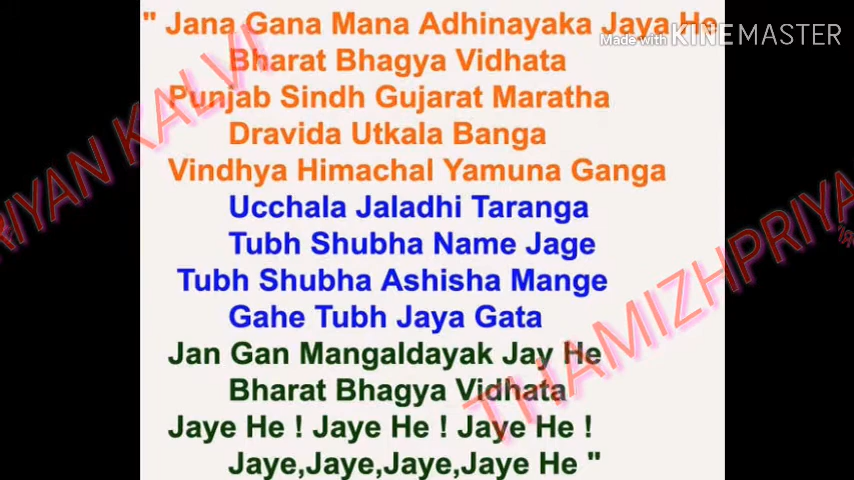 " Jana Gana Mana Adhinayaka Jaya He
Made with KINEMASTER
Bharat Bhagya Vidhata
Punjab Sindh Gujarat Maratha
Dravida Utkala Banga
Vindhya Himachal Yamuna Ganga
Ucchala Jaladhi Taranga
Tubh Shubha Name Jage
Tubh Shubha Ashisha Mange
Gahe Tubh Jaya Gata
Jan Gan Mangaldayak Jay He
Bharat Bhagya Vidhata
Jaye He ! Jaye He ! Jaye He !
Jaye,Jaye,Jaye,Jaye He "
PRIYAN KALVI
THAMIZHPRIYA